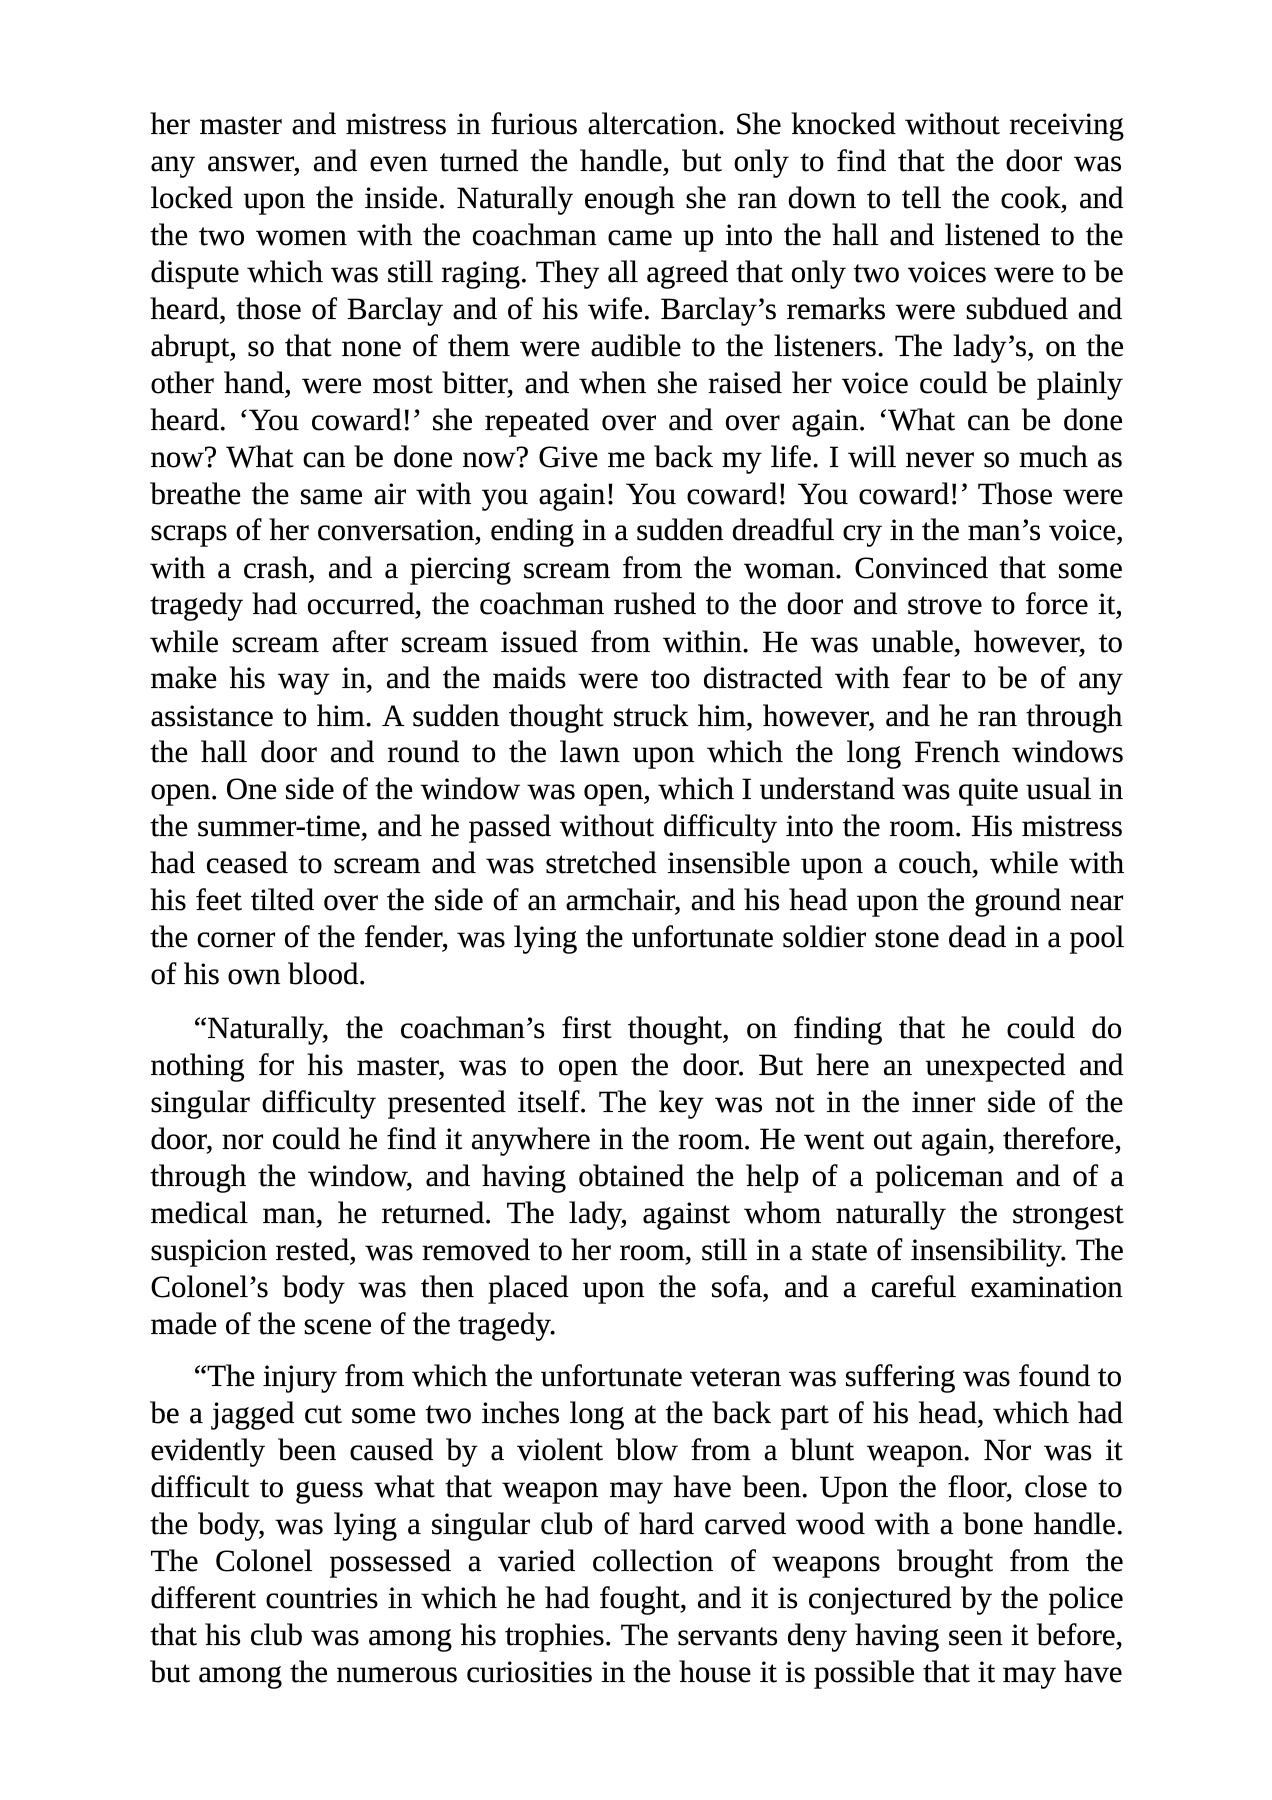 her master and mistress in furious altercation. She knocked without receiving
any answer, and even turned the handle, but only to find that the door was
locked upon the inside. Naturally enough she ran down to tell the cook, and
the two women with the coachman came up into the hall and listened to the
dispute which was still raging. They all agreed that only two voices were to be
heard, those of Barclay and of his wife. Barclay’s remarks were subdued and
abrupt, so that none of them were audible to the listeners. The lady’s, on the
other hand, were most bitter, and when she raised her voice could be plainly
heard. ‘You coward!’ she repeated over and over again. ‘What can be done
now? What can be done now? Give me back my life. I will never so much as
breathe the same air with you again! You coward! You coward!’ Those were
scraps of her conversation, ending in a sudden dreadful cry in the man’s voice,
with a crash, and a piercing scream from the woman. Convinced that some
tragedy had occurred, the coachman rushed to the door and strove to force it,
while scream after scream issued from within. He was unable, however, to
make his way in, and the maids were too distracted with fear to be of any
assistance to him. A sudden thought struck him, however, and he ran through
the hall door and round to the lawn upon which the long French windows
open. One side of the window was open, which I understand was quite usual in
the summer-time, and he passed without difficulty into the room. His mistress
had ceased to scream and was stretched insensible upon a couch, while with
his feet tilted over the side of an armchair, and his head upon the ground near
the corner of the fender, was lying the unfortunate soldier stone dead in a pool
of his own blood.
“Naturally, the coachman’s first thought, on finding that he could do
nothing for his master, was to open the door. But here an unexpected and
singular difficulty presented itself. The key was not in the inner side of the
door, nor could he find it anywhere in the room. He went out again, therefore,
through the window, and having obtained the help of a policeman and of a
medical man, he returned. The lady, against whom naturally the strongest
suspicion rested, was removed to her room, still in a state of insensibility. The
Colonel’s body was then placed upon the sofa, and a careful examination
made of the scene of the tragedy.
“The injury from which the unfortunate veteran was suffering was found to
be a jagged cut some two inches long at the back part of his head, which had
evidently been caused by a violent blow from a blunt weapon. Nor was it
difficult to guess what that weapon may have been. Upon the floor, close to
the body, was lying a singular club of hard carved wood with a bone handle.
The Colonel possessed a varied collection of weapons brought from the
different countries in which he had fought, and it is conjectured by the police
that his club was among his trophies. The servants deny having seen it before,
but among the numerous curiosities in the house it is possible that it may have